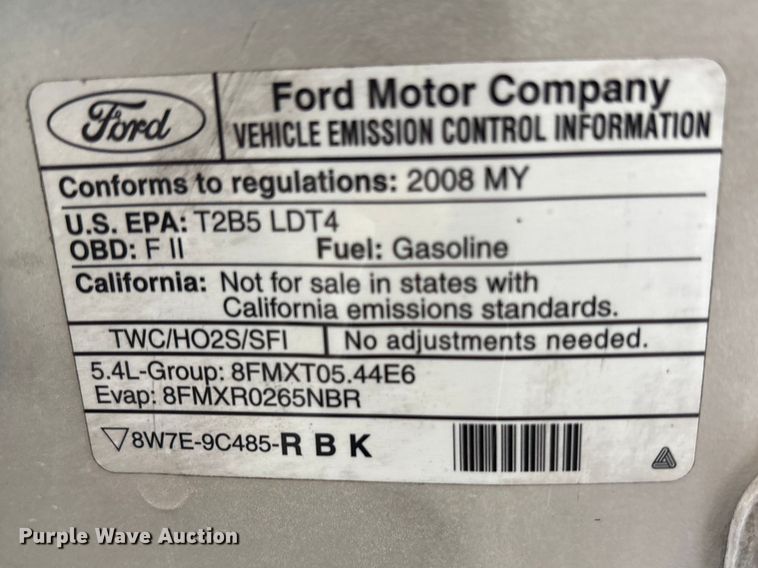 Ford
Ford Motor Company
VEHICLE EMISSION CONTROL INFORMATION
Conforms to regulations: 2008 MY
U.S. EPA: T2B5 LDT4
OBD: F II Fuel: Gasoline
California: Not for sale in states with
California emissions standards.
TWC/HO2S/SFI No adjustments needed.
5.4L-Group: 8FMXT05.44E6
Evap: 8FMXR0265NBR
8W7E-9C485-R B K
Purple Wave Auction